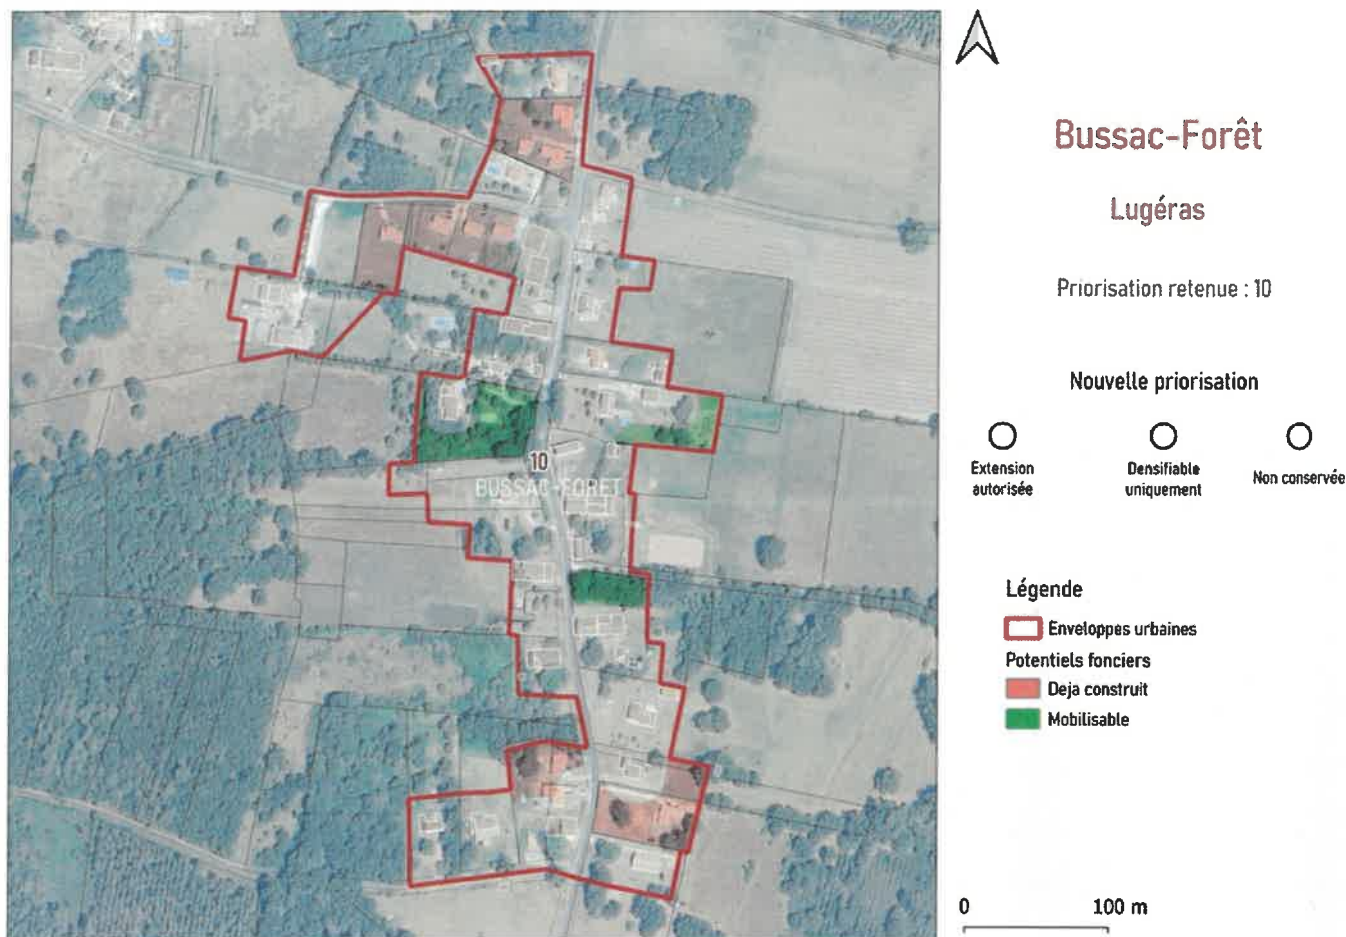 Bussac-Forêt
Lugéras
Priorisation retenue : 10
Nouvelle priorisation
Extension
autorisée
Densifiable
uniquement
Non conservée
10
BUSSAC-FORET
Légende
Enveloppes urbaines
Potentiels fonciers
Deja construit
Mobilisable
0
100 m